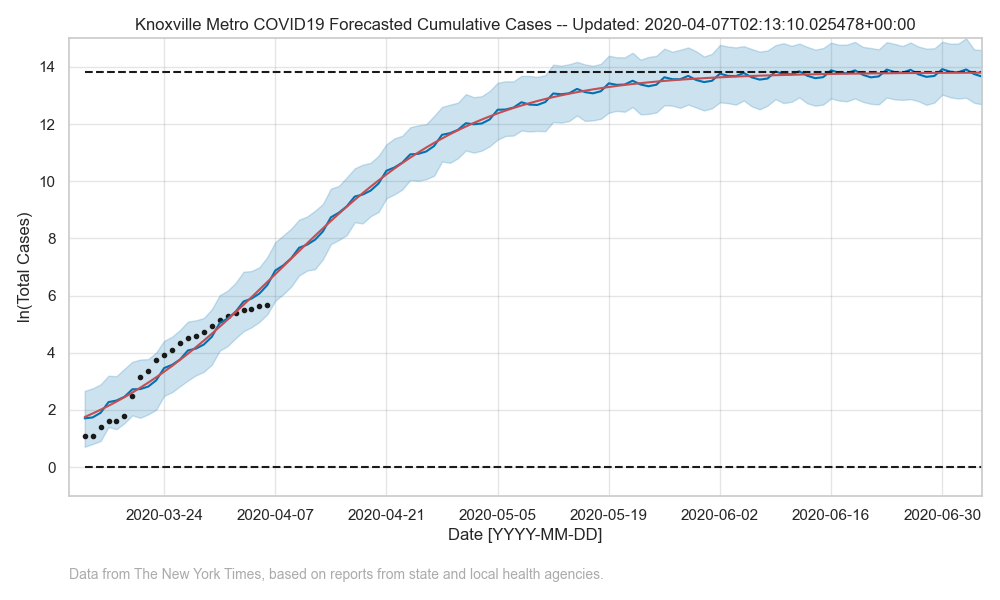 Knoxville Metro COVID19 Forecasted Cumulative Cases -- Updated: 2020-04-07T02:13:10.025478+00:00
14
12
10
8
6
4
2
0
ln(Total Cases)
2020-03-24 2020-04-07 2020-04-21 2020-05-05 2020-05-19 2020-06-02 2020-06-16 2020-06-30
Date [YYYY-MM-DD]
Data from The New York Times, based on reports from state and local health agencies.